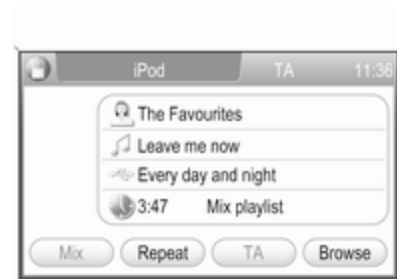 iPod TA 11:36
The Favourites
Leave me now
Every day and night
3:47 Mix playlist
Mix Repeat TA Browse